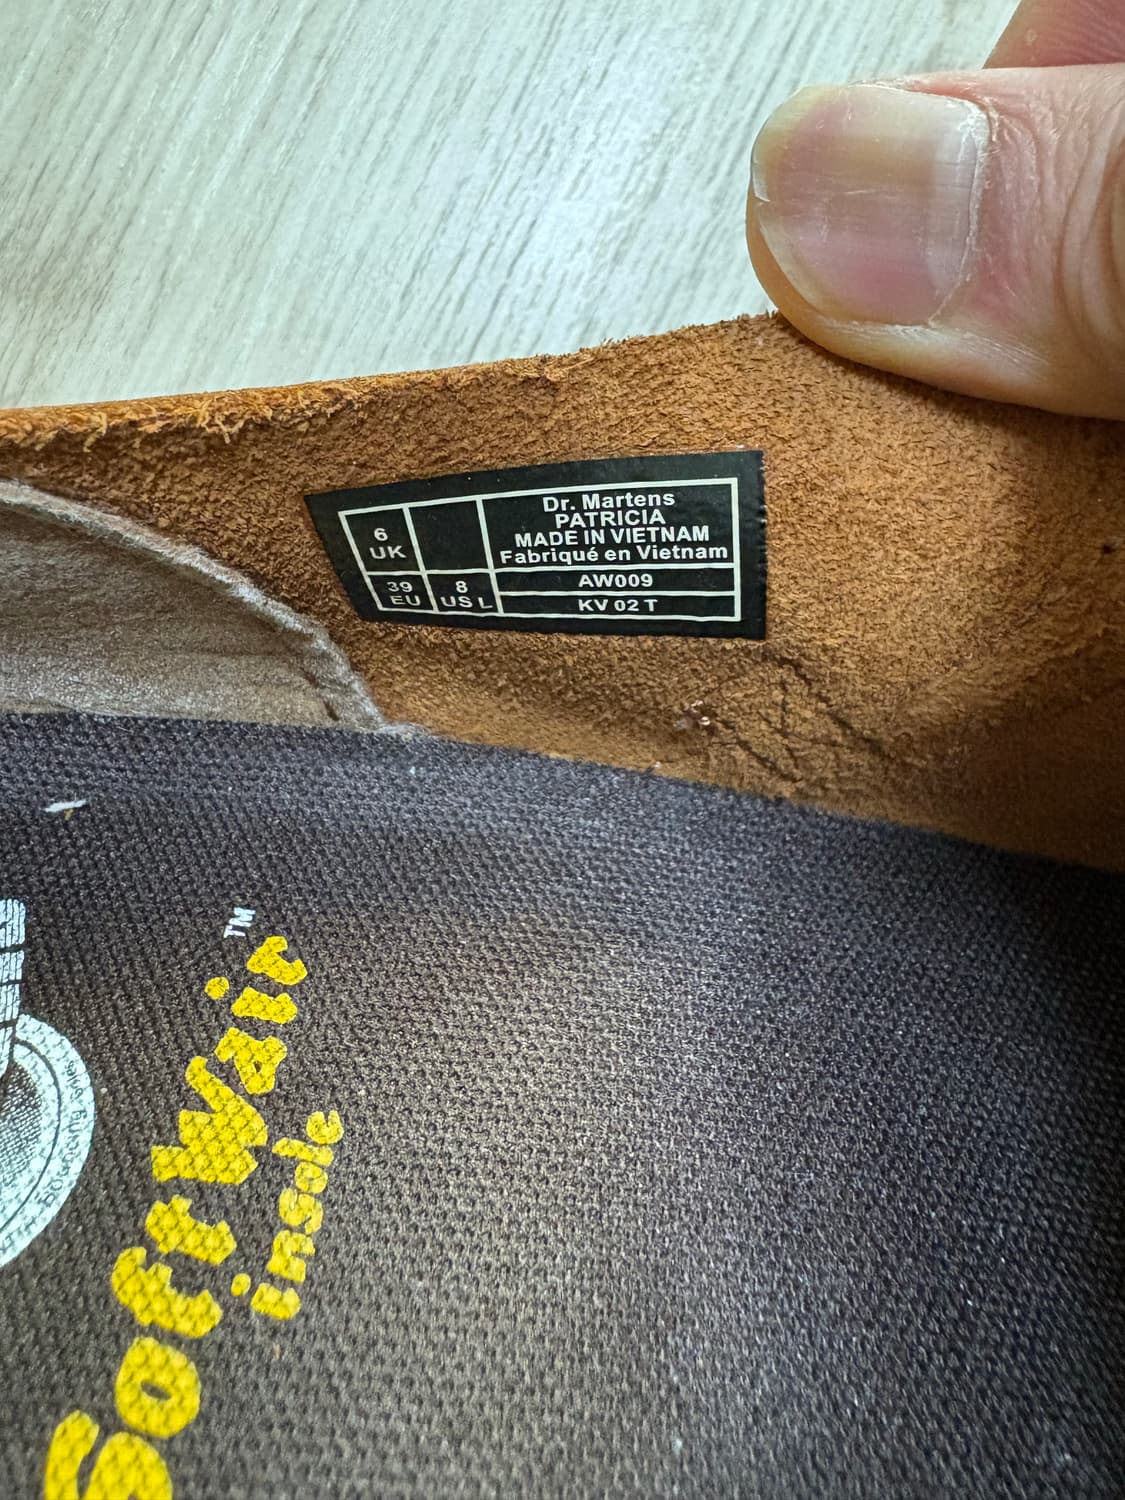 6
UK
39
EU
8
US L
Dr. Martens
PATRICIA
MADE IN VIETNAM
Fabriqué en Vietnam
AW009
KV 02 T
SoftWair™
insole